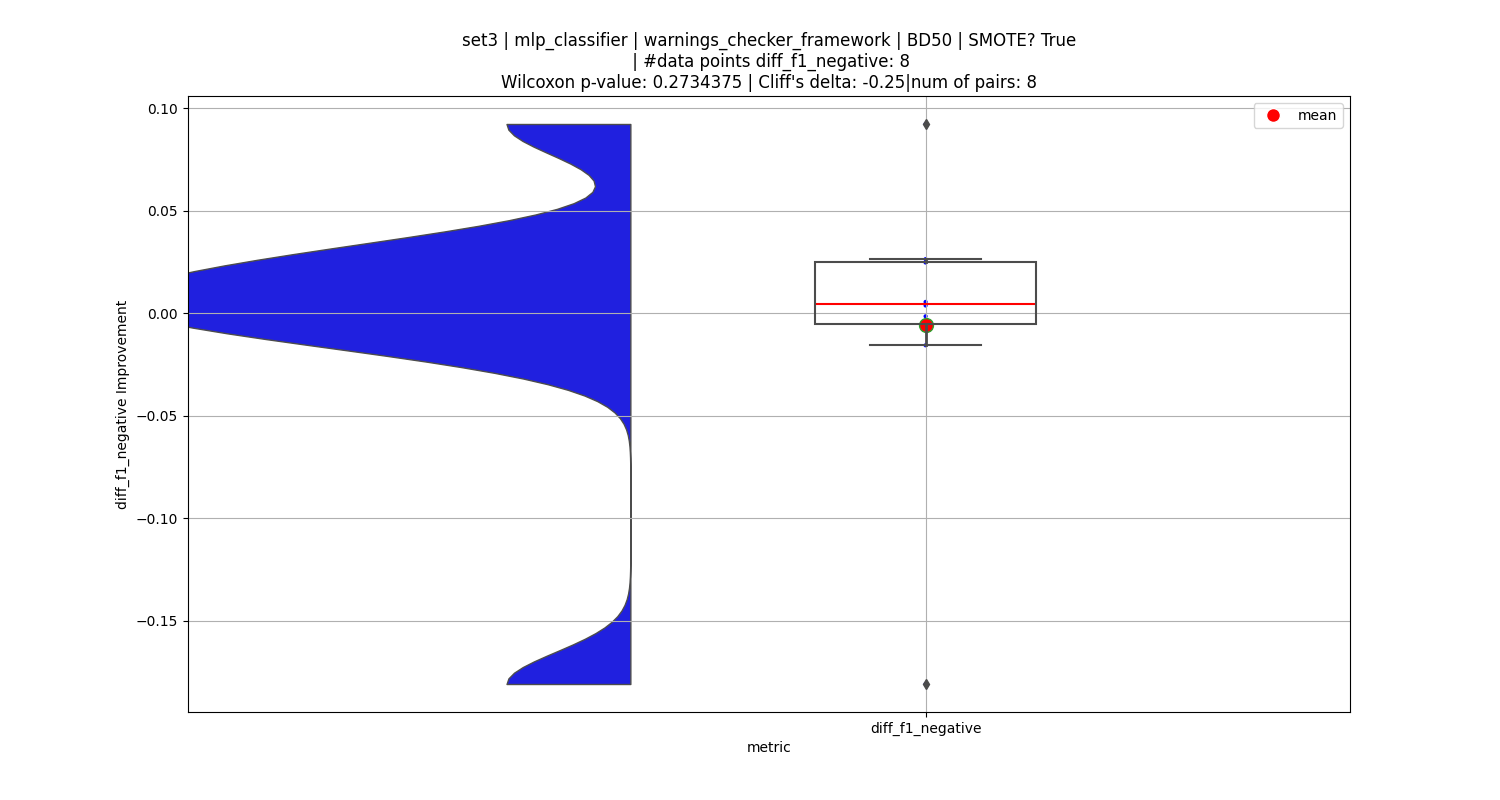 set3 | mlp_classifier | warnings_checker_framework | BD50 | SMOTE? True
| #data points diff_f1_negative: 8
Wilcoxon p-value: 0.2734375 | Cliff's delta: -0.25|num of pairs: 8
mean
0.10
0.05
0.00
−0.05
−0.10
−0.15
diff_f1_negative Improvement
diff_f1_negative
metric